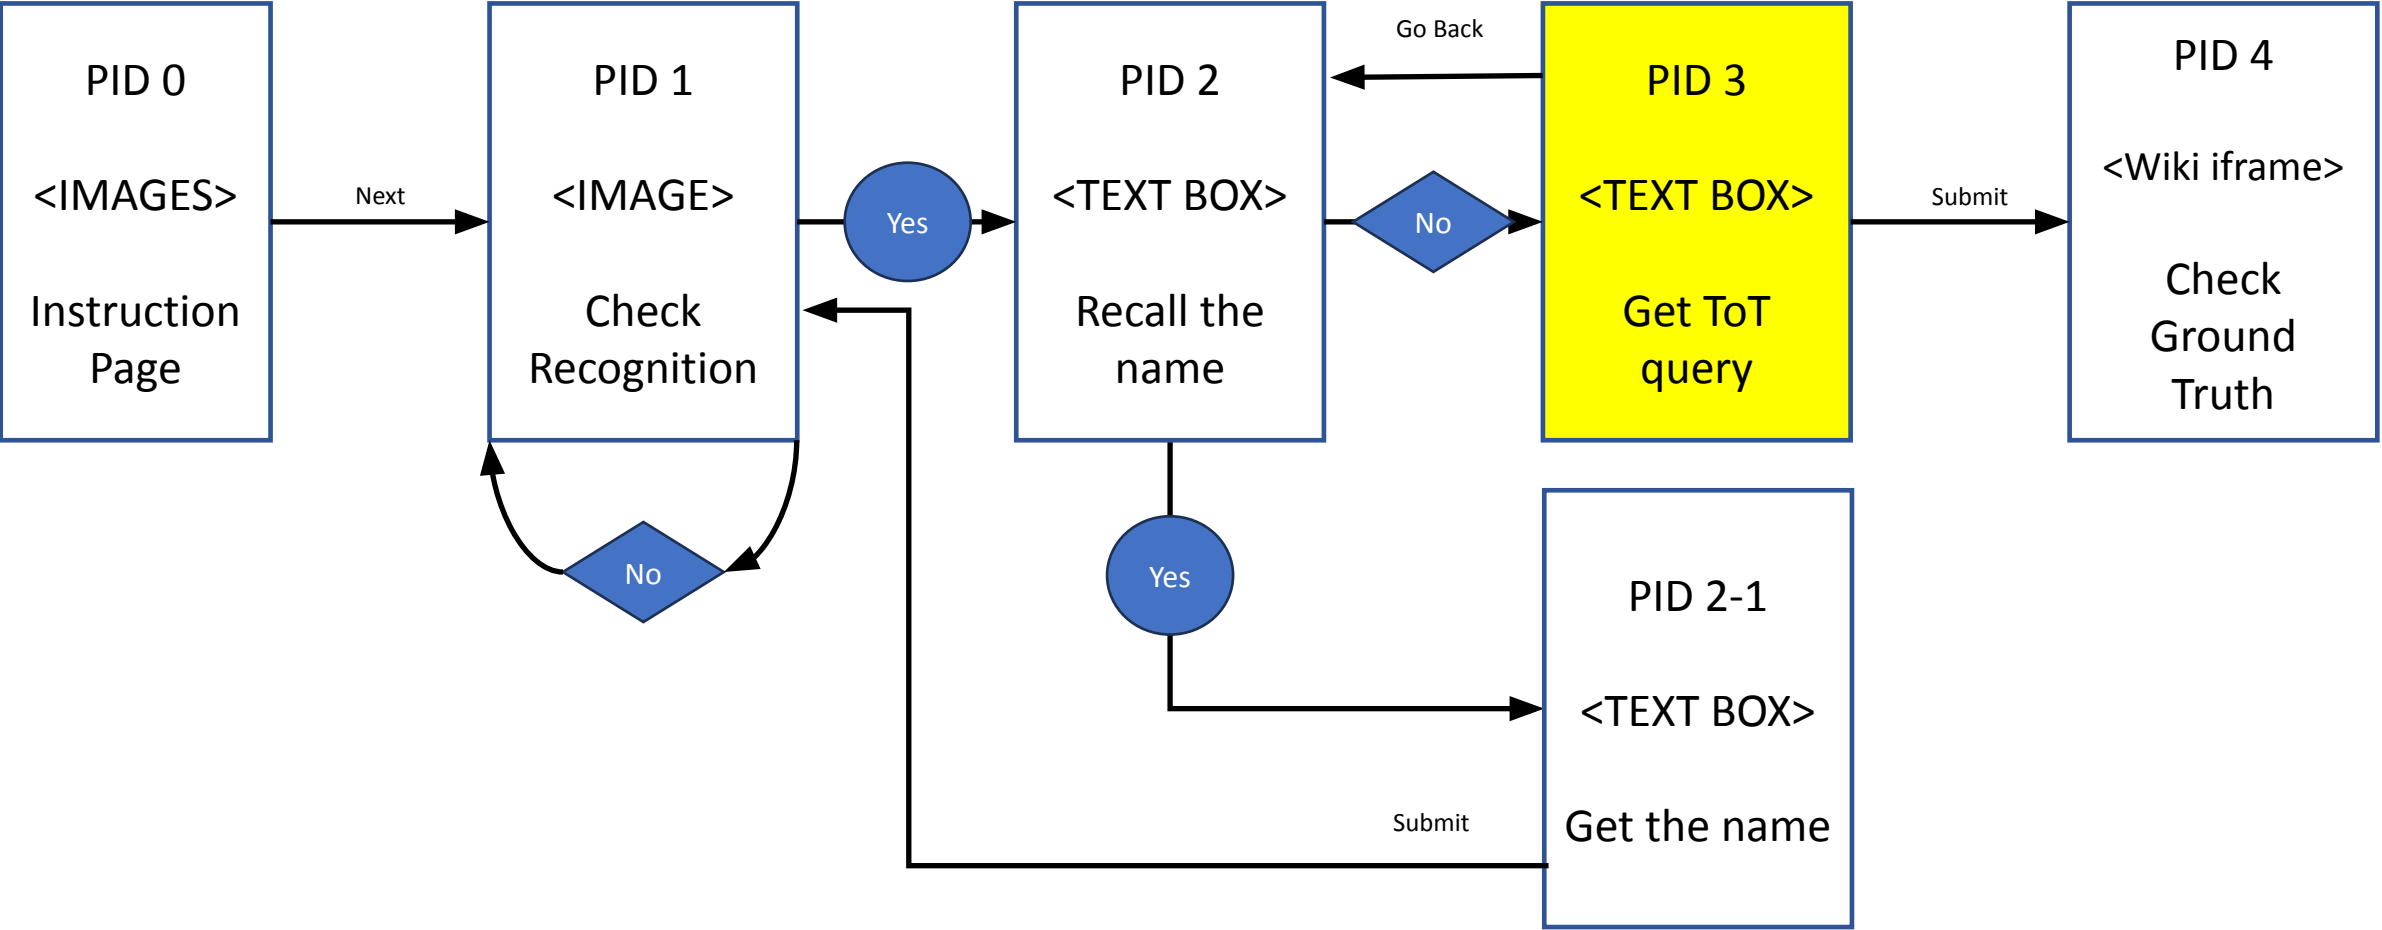 PID 0
<IMAGES>
Instruction
Page
Next
PID 1
<IMAGE>
Check
Recognition
No
Yes
PID 2
<TEXT BOX>
Recall the
name
Go Back
No
Yes
PID 3
<TEXT BOX>
Get ToT
query
Submit
PID 4
<Wiki iframe>
Check
Ground
Truth
PID 2-1
<TEXT BOX>
Get the name
Submit